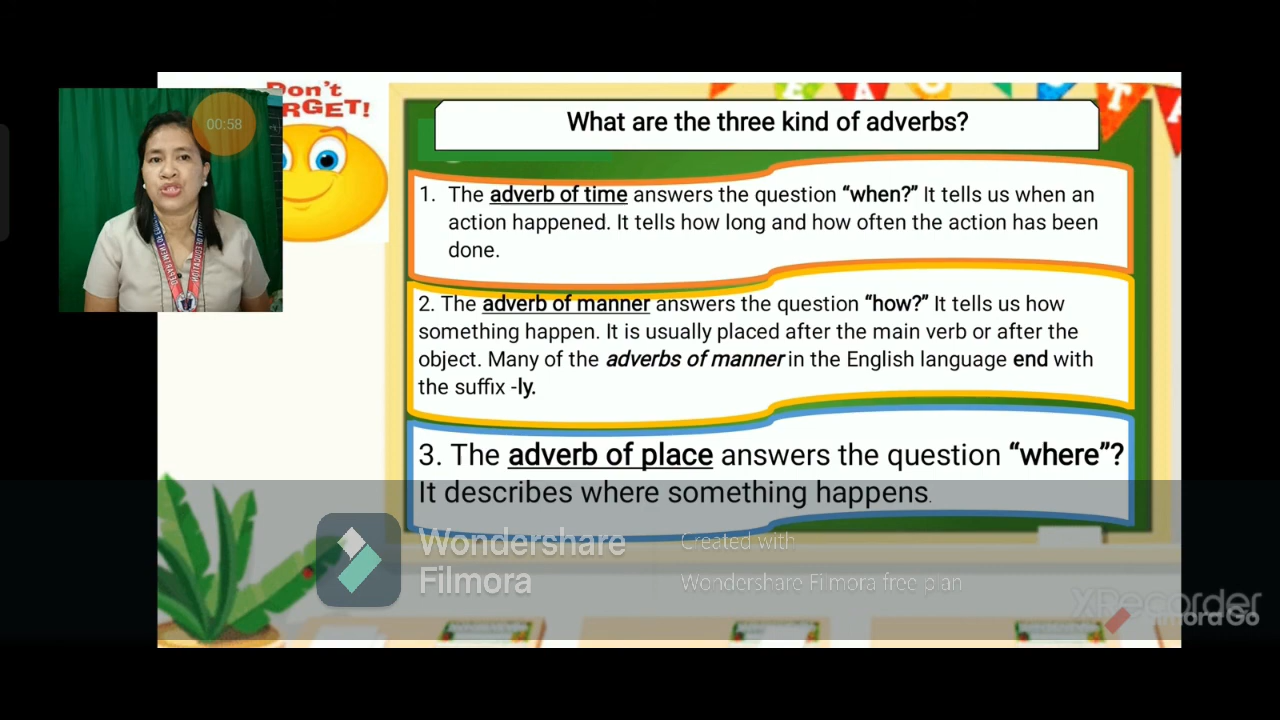 Don't
RGET!
00:58
What are the three kind of adverbs?
1. The adverb of time answers the question “when?” It tells us when an
action happened. It tells how long and how often the action has been
done.
2. The adverb of manner answers the question “how?” It tells us how
something happen. It is usually placed after the main verb or after the
object. Many of the adverbs of manner in the English language end with
the suffix -ly.
3. The adverb of place answers the question “where”?
It describes where something happens.
Wondershare
Filmora
Created with
Wondershare Filmora free plan
XRecorder